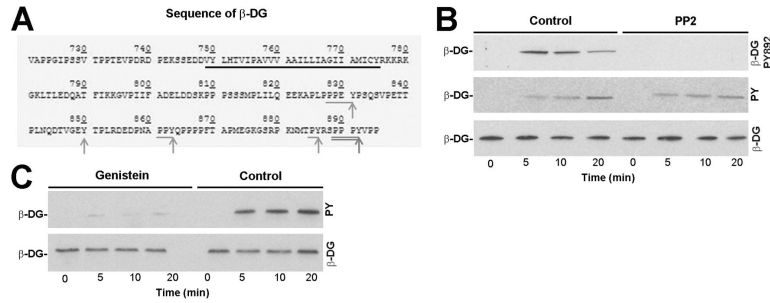 A
Sequence of β-DG
730 740 750 760 770 780
VAPPGIPSSV TPPTEVPDRD PEKSSEDDVY LHTVIPAVVV AAILLIAGII AMICYRKKRK
790 800 810 820 830 840
GKLTLEDQAT FIKKGVPIIF ADELDDSKPP PSSSMPLILQ EEKAPLPPPE YPSQSVPETT
850 860 870 880 890
PLNQDTVGEY TPLRDEDPNA PPYQPPPPFT APMEGKGSRP KNMTPYRSPP PYVPP
B
Control PP2
β-DG- β-DG PY892
β-DG- PY
β-DG- β-DG
0 5 10 20 0 5 10 20
Time (min)
C
Genistein Control
β-DG- PY
β-DG- β-DG
0 5 10 20 0 5 10 20
Time (min)